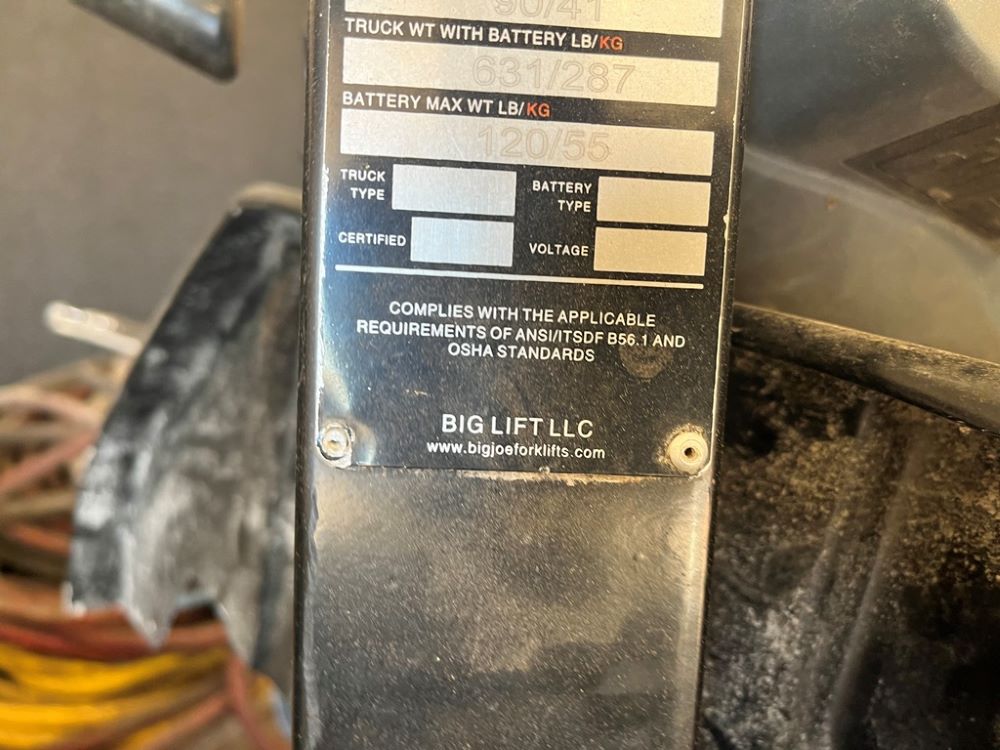 90/41
TRUCK WT WITH BATTERY LB/KG
631/287
BATTERY MAX WT LB/KG
120/55
TRUCK TYPE
BATTERY TYPE
CERTIFIED
VOLTAGE
COMPLIES WITH THE APPLICABLE
REQUIREMENTS OF ANSI/ITSDF B56.1 AND
OSHA STANDARDS
BIG LIFT LLC
www.bigjoeforklifts.com